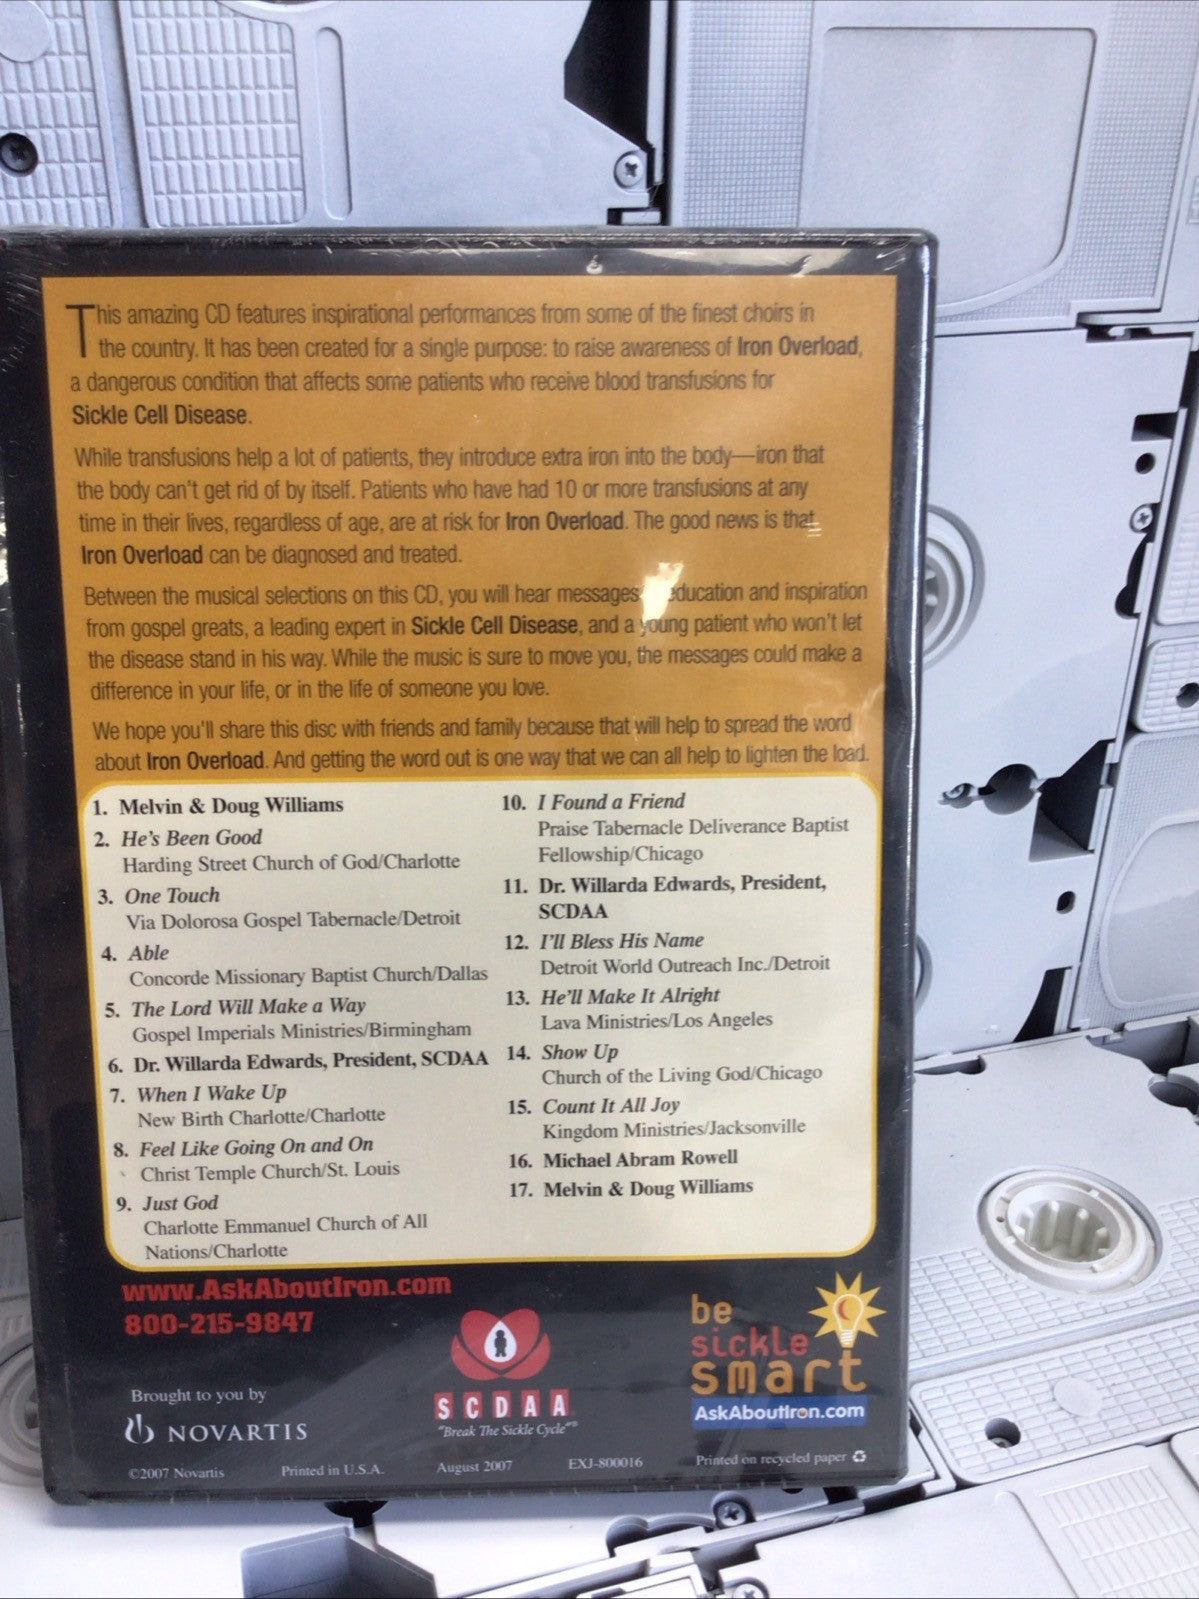 This amazing CD features inspirational performances from some of the finest choirs in
the country. It has been created for a single purpose: to raise awareness of Iron Overload,
a dangerous condition that affects some patients who receive blood transfusions for
Sickle Cell Disease.
While transfusions help a lot of patients, they introduce extra iron into the body—iron that
the body can't get rid of by itself. Patients who have had 10 or more transfusions at any
time in their lives, regardless of age, are at risk for Iron Overload. The good news is that
Iron Overload can be diagnosed and treated.
Between the musical selections on this CD, you will hear messages education and inspiration
from gospel greats, a leading expert in Sickle Cell Disease, and a young patient who won't let
the disease stand in his way. While the music is sure to move you, the messages could make a
difference in your life, or in the life of someone you love.
We hope you'll share this disc with friends and family because that will help to spread the word
about Iron Overload. And getting the word out is one way that we can all help to lighten the load.
1. Melvin & Doug Williams
2. He's Been Good
Harding Street Church of God/Charlotte
3. One Touch
Via Dolorosa Gospel Tabernacle/Detroit
4. Able
Concorde Missionary Baptist Church/Dallas
5. The Lord Will Make a Way
Gospel Imperials Ministries/Birmingham
6. Dr. Willarda Edwards, President, SCDAA
7. When I Wake Up
New Birth Charlotte/Charlotte
8. Feel Like Going On and On
Christ Temple Church/St. Louis
9. Just God
Charlotte Emmanuel Church of All
Nations/Charlotte
10. I Found a Friend
Praise Tabernacle Deliverance Baptist
Fellowship/Chicago
11. Dr. Willarda Edwards, President,
SCDAA
12. I'll Bless His Name
Detroit World Outreach Inc./Detroit
13. He'll Make It Alright
Lava Ministries/Los Angeles
14. Show Up
Church of the Living God/Chicago
15. Count It All Joy
Kingdom Ministries/Jacksonville
16. Michael Abram Rowell
17. Melvin & Doug Williams
www.AskAboutIron.com
800-215-9847
Brought to you by
NOVARTIS
SCDAA
"Break The Sickle Cycle"®
be
sickle
smart
AskAboutIron.com
©2007 Novartis
Printed in U.S.A.
August 2007
EXJ-800016
Printed on recycled paper